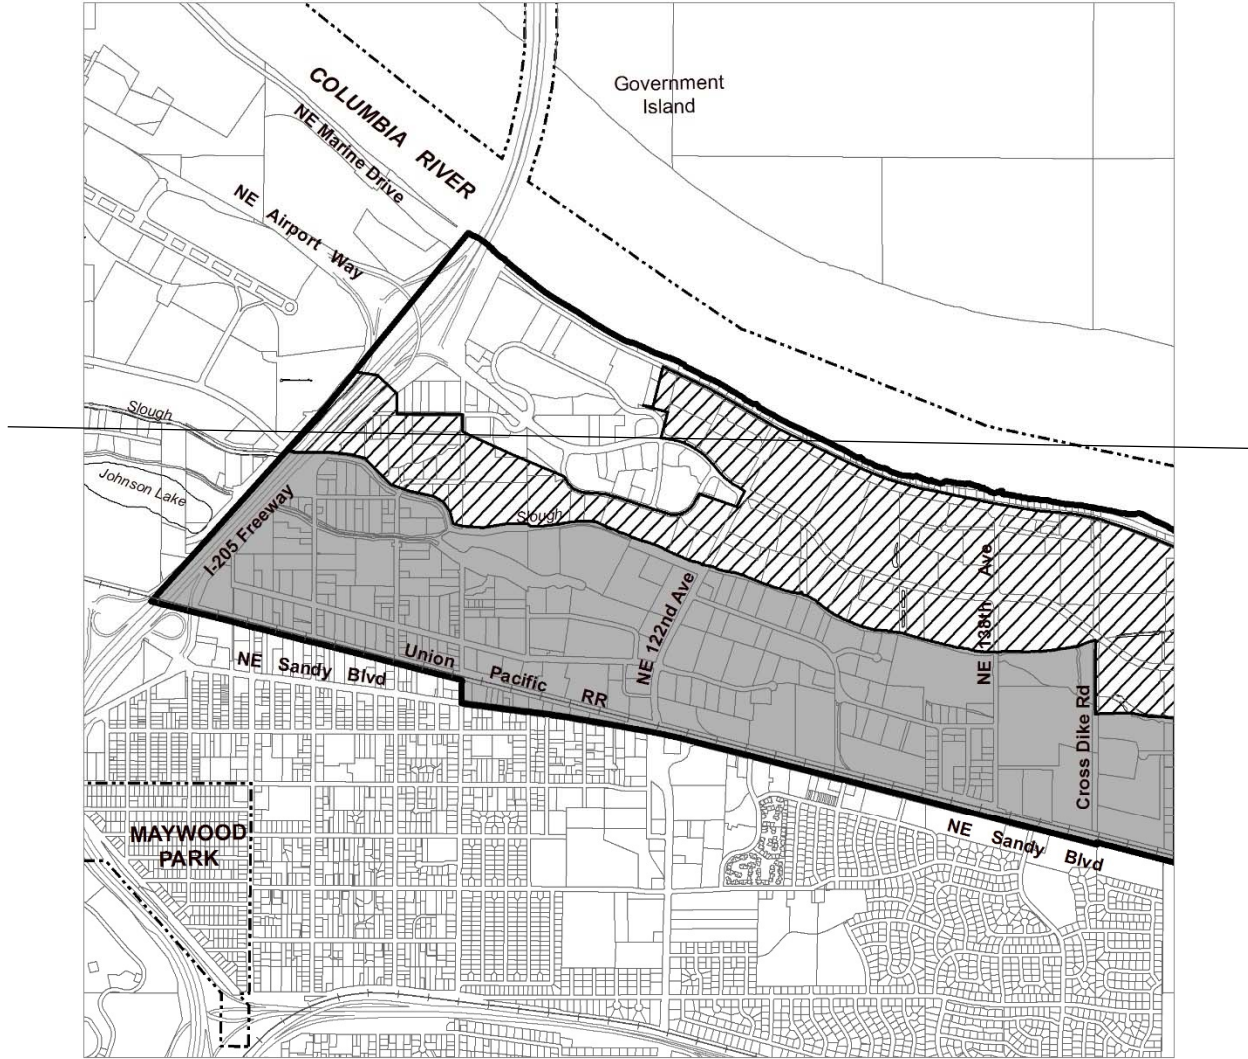 Government
Island
COLUMBIA RIVER
NE Marine Drive
NE Airport Way
Slough
Johnson Lake
I-205 Freeway
Slough
NE 122nd Ave
NE 138th Ave
Cross Dike Rd
NE Sandy Blvd
Union Pacific RR
NE Sandy Blvd
MAYWOOD
PARK